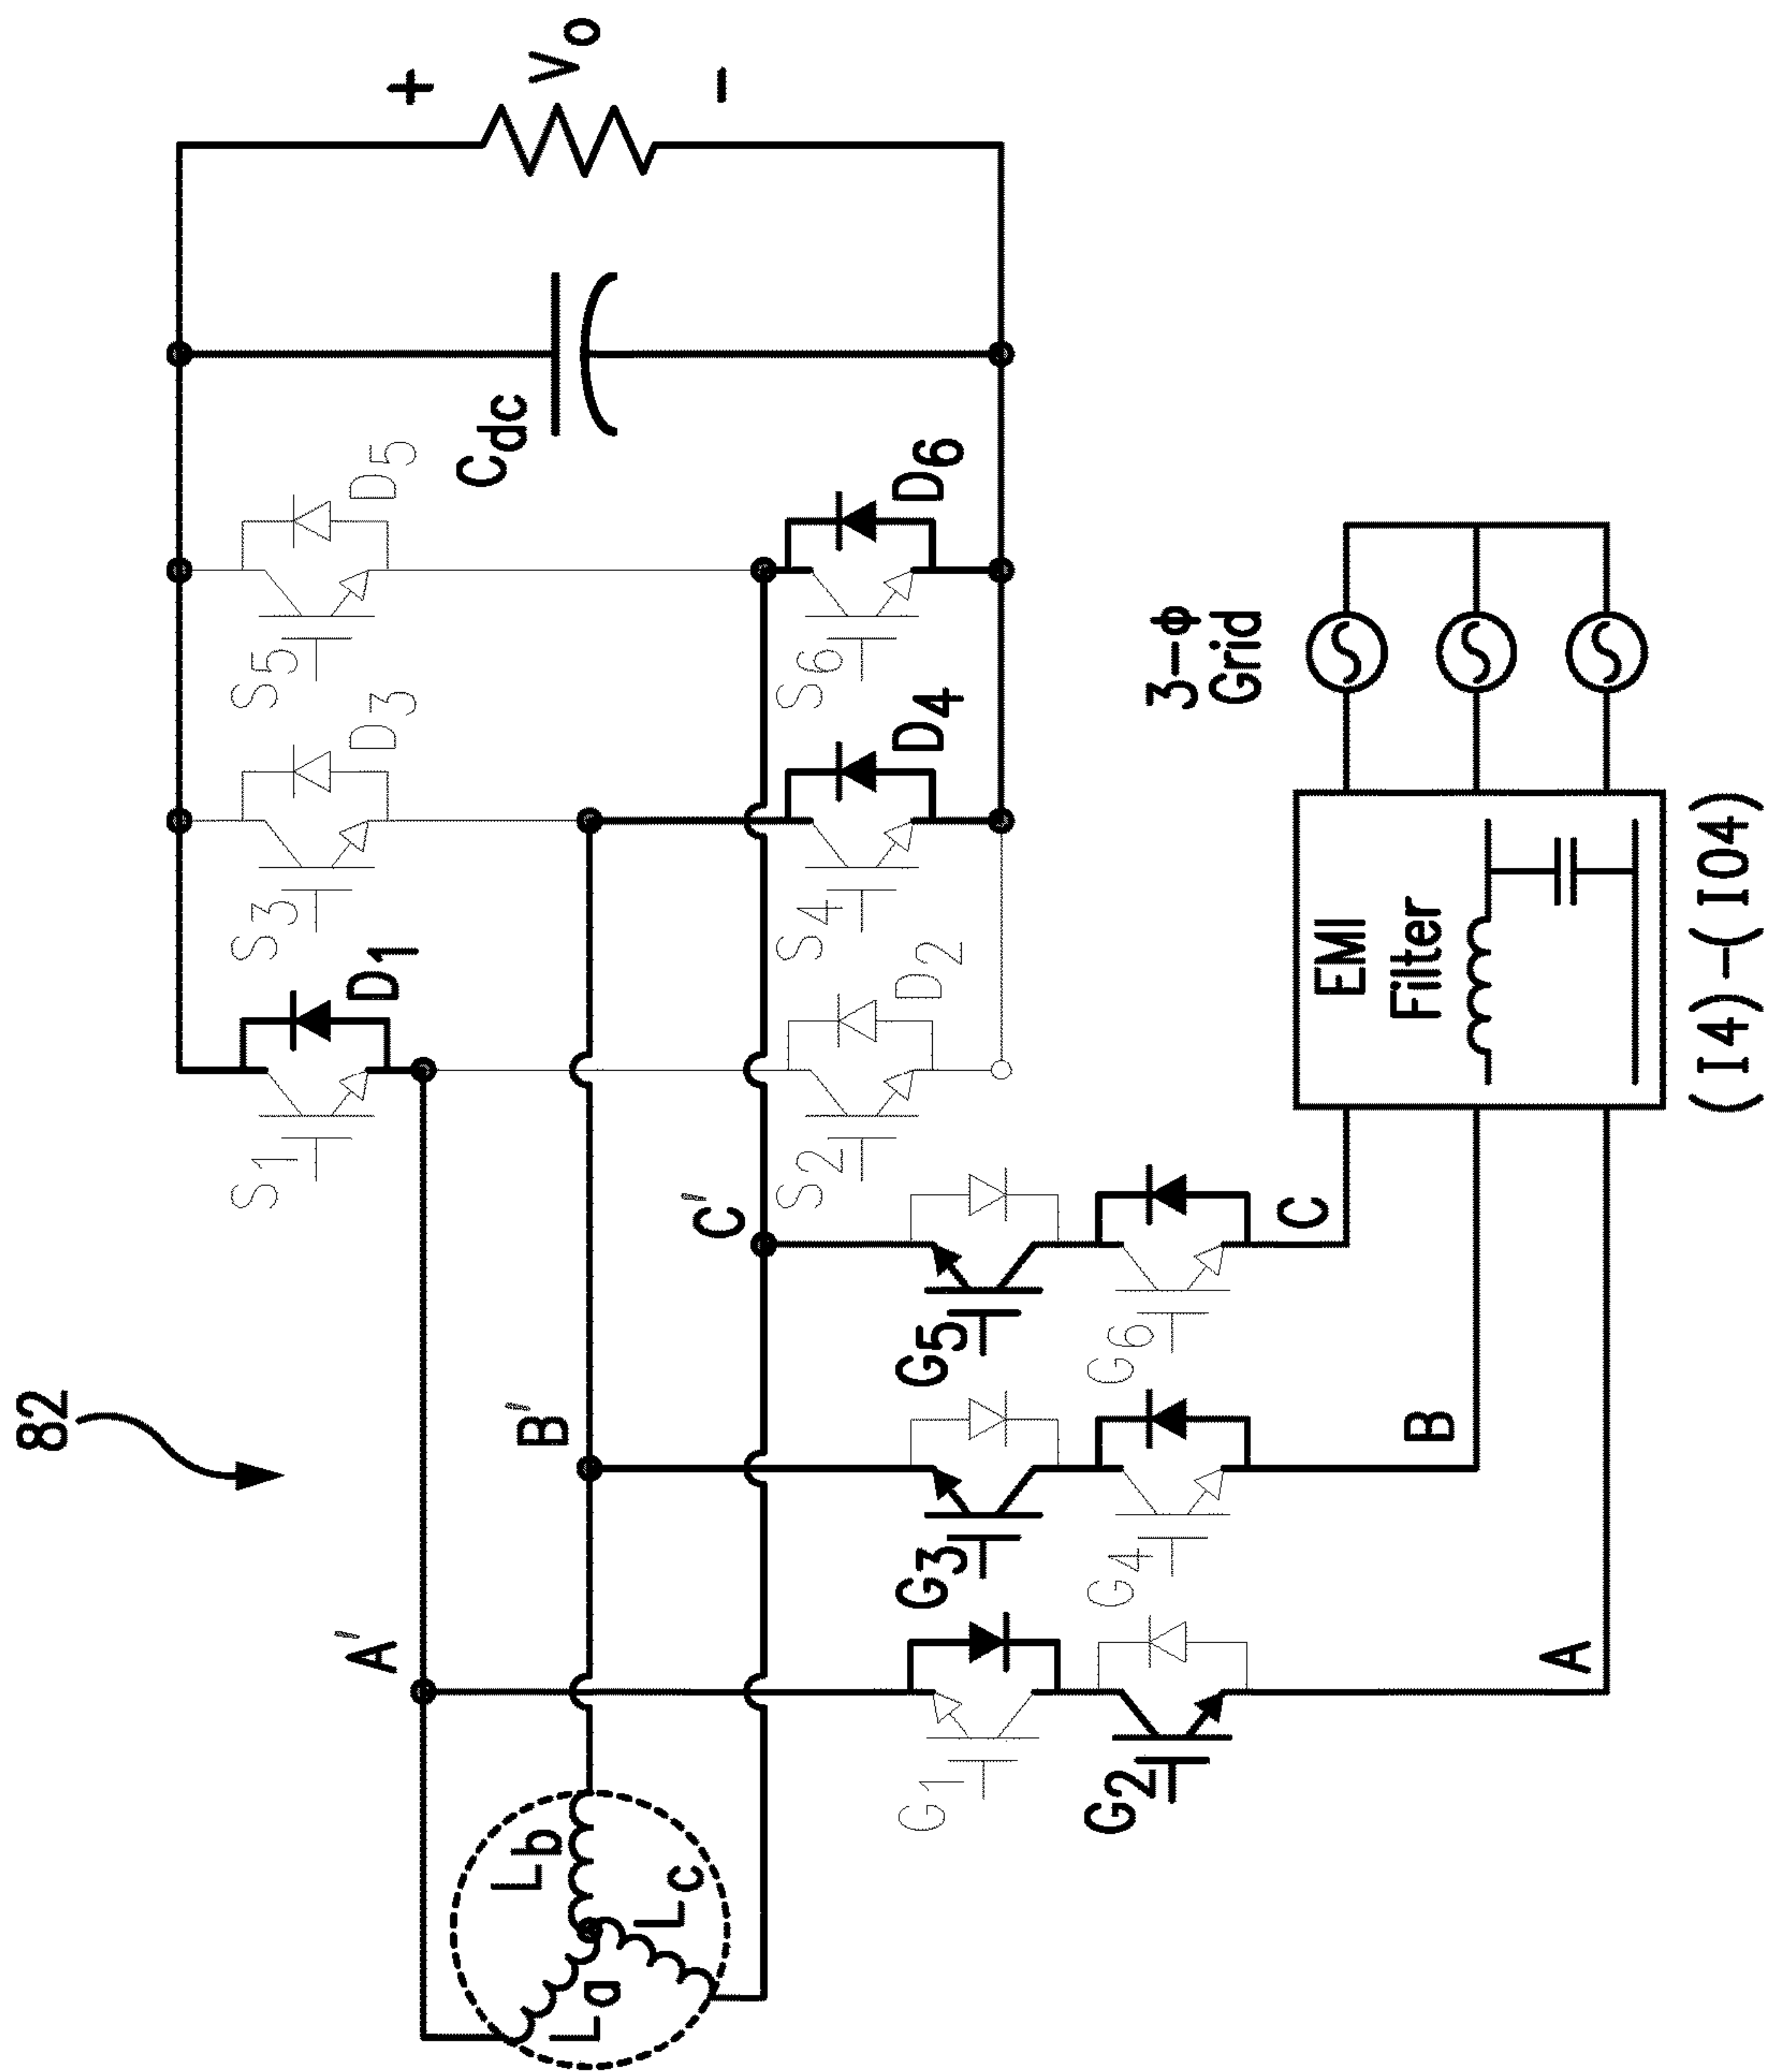 82
+
Vo
−
Cdc
S1
D1
S3
D3
S5
D5
S2
D2
S4
D4
S6
D6
A'
B'
C'
La
Lb
Lc
G1
G2
G3
G4
G5
G6
A
B
C
EMI
Filter
3−ϕ
Grid
(I4)−(I04)